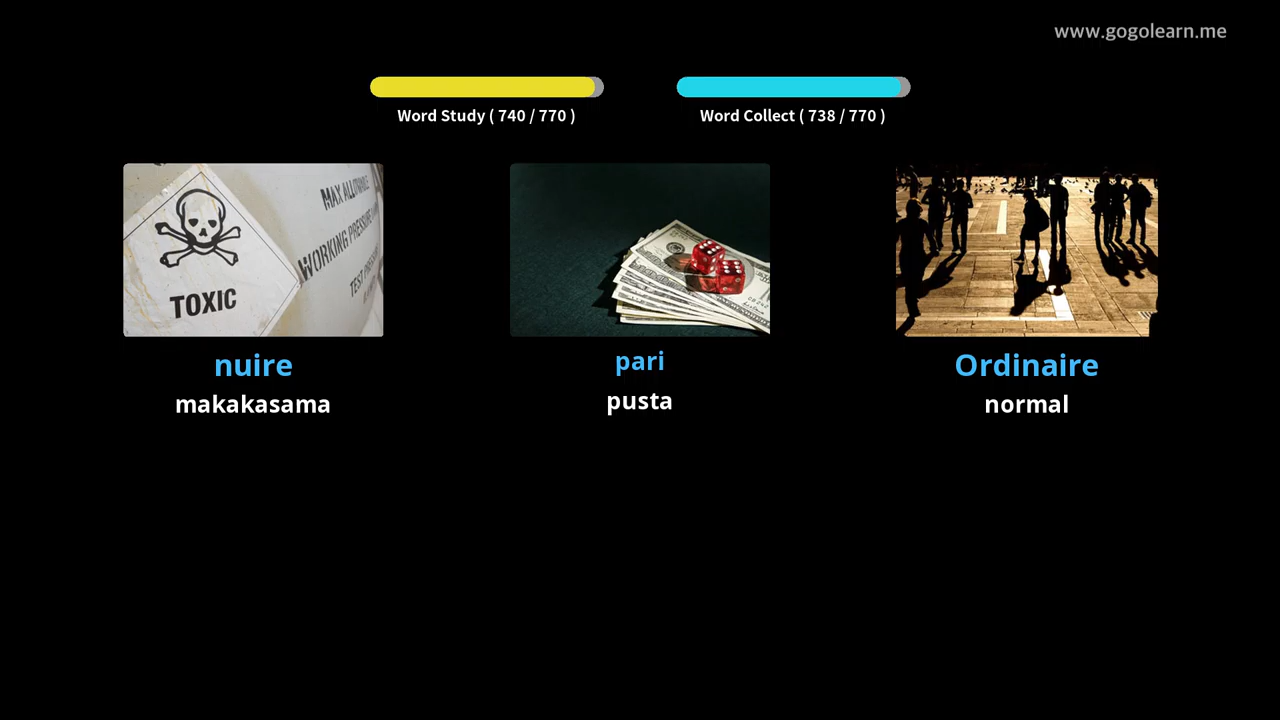 www.gogolearn.me
Word Study ( 740 / 770 )
Word Collect ( 738 / 770 )
TOXIC
MAX ALLOWABLE
WORKING PRESSURE
nuire
pari
Ordinaire
makakasama
pusta
normal